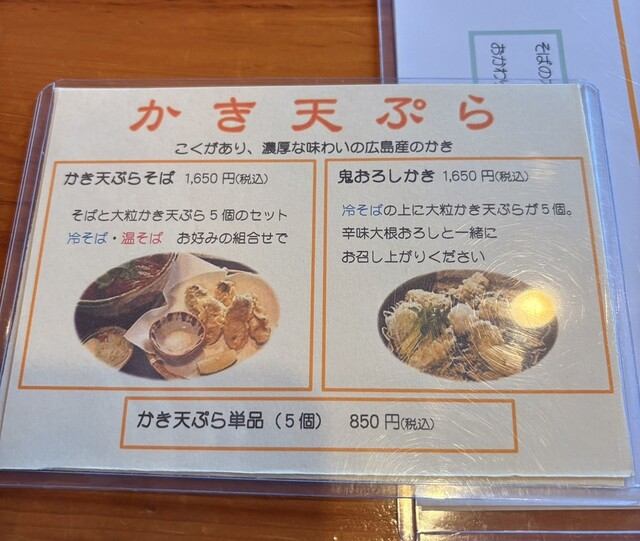 かき天ぷら
こくがあり、濃厚な味わいの広島産のかき
かき天ぷらそば 1,650円(税込)
そばと大粒かき天ぷら5個のセット
冷そば・温そば お好みの組合せで
鬼おろしかき 1,650円(税込)
冷そばの上に大粒かき天ぷらが5個。
辛味大根おろしと一緒に
お召し上がりください
かき天ぷら単品(5個) 850円(税込)
そばの
おかわ